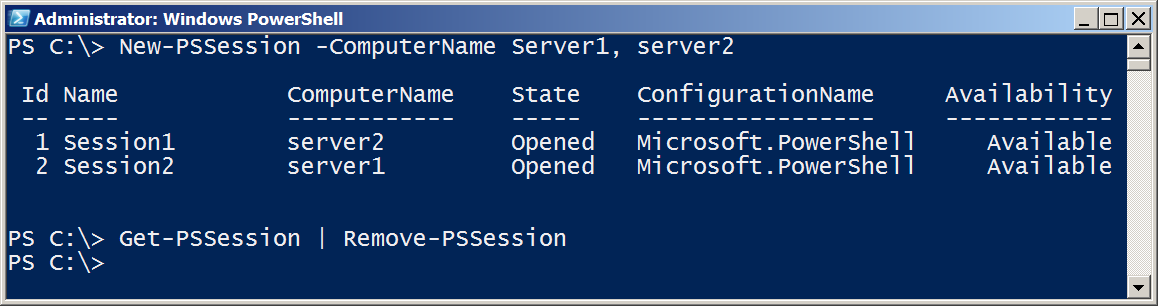 Administrator: Windows PowerShell
PS C:\> New-PSSession -ComputerName Server1, server2
Id Name ComputerName State ConfigurationName Availability
-- ---- ------------ ----- ----------------- ------------
1 Session1 server2 Opened Microsoft.PowerShell Available
2 Session2 server1 Opened Microsoft.PowerShell Available
PS C:\> Get-PSSession | Remove-PSSession
PS C:\>